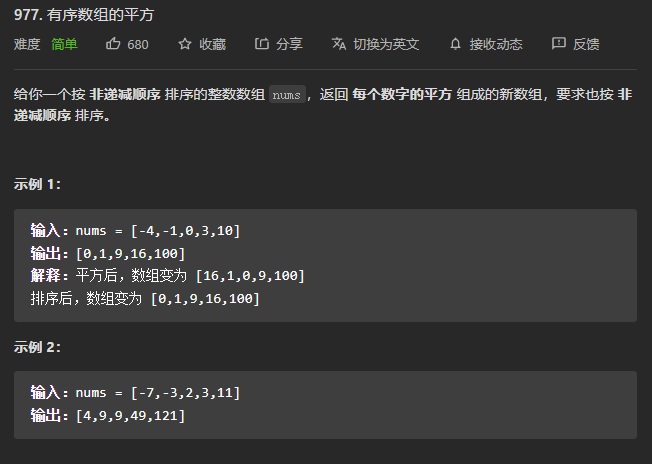 977. 有序数组的平方
难度 简单 680 收藏 分享 切换为英文 接收动态 反馈
给你一个按 非递减顺序 排序的整数数组 nums，返回 每个数字的平方 组成的新数组，要求也按 非
递减顺序 排序。
示例 1：
输入：nums = [-4,-1,0,3,10]
输出：[0,1,9,16,100]
解释：平方后，数组变为 [16,1,0,9,100]
排序后，数组变为 [0,1,9,16,100]
示例 2：
输入：nums = [-7,-3,2,3,11]
输出：[4,9,9,49,121]